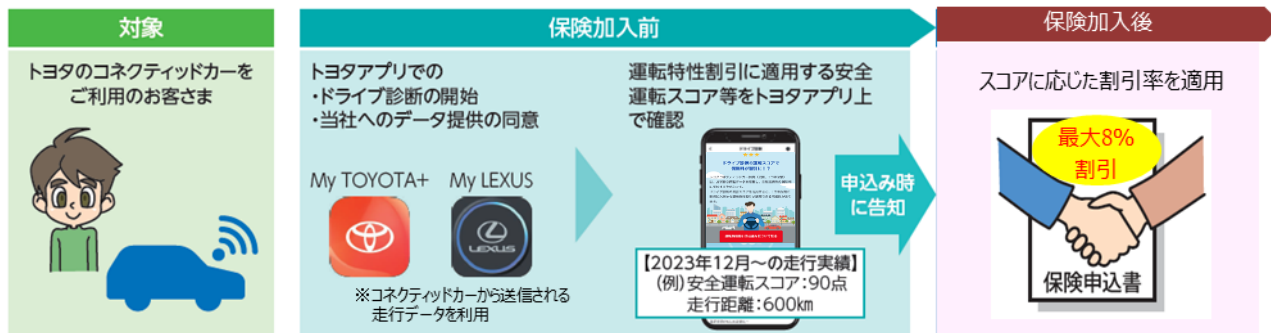 対象
トヨタのコネクティッドカーを
ご利用のお客さま
保険加入前
トヨタアプリでの
・ドライブ診断の開始
・当社へのデータ提供の同意
My TOYOTA+
My LEXUS
LEXUS
※コネクティッドカーから送信される
走行データを利用
運転特性割引に適用する安全
運転スコア等をトヨタアプリ上
で確認
ドライブ診断
【2023年12月～の走行実績】
(例)安全運転スコア:90点
走行距離:600km
申込み時
に告知
保険加入後
スコアに応じた割引率を適用
最大8%
割引
保険申込書